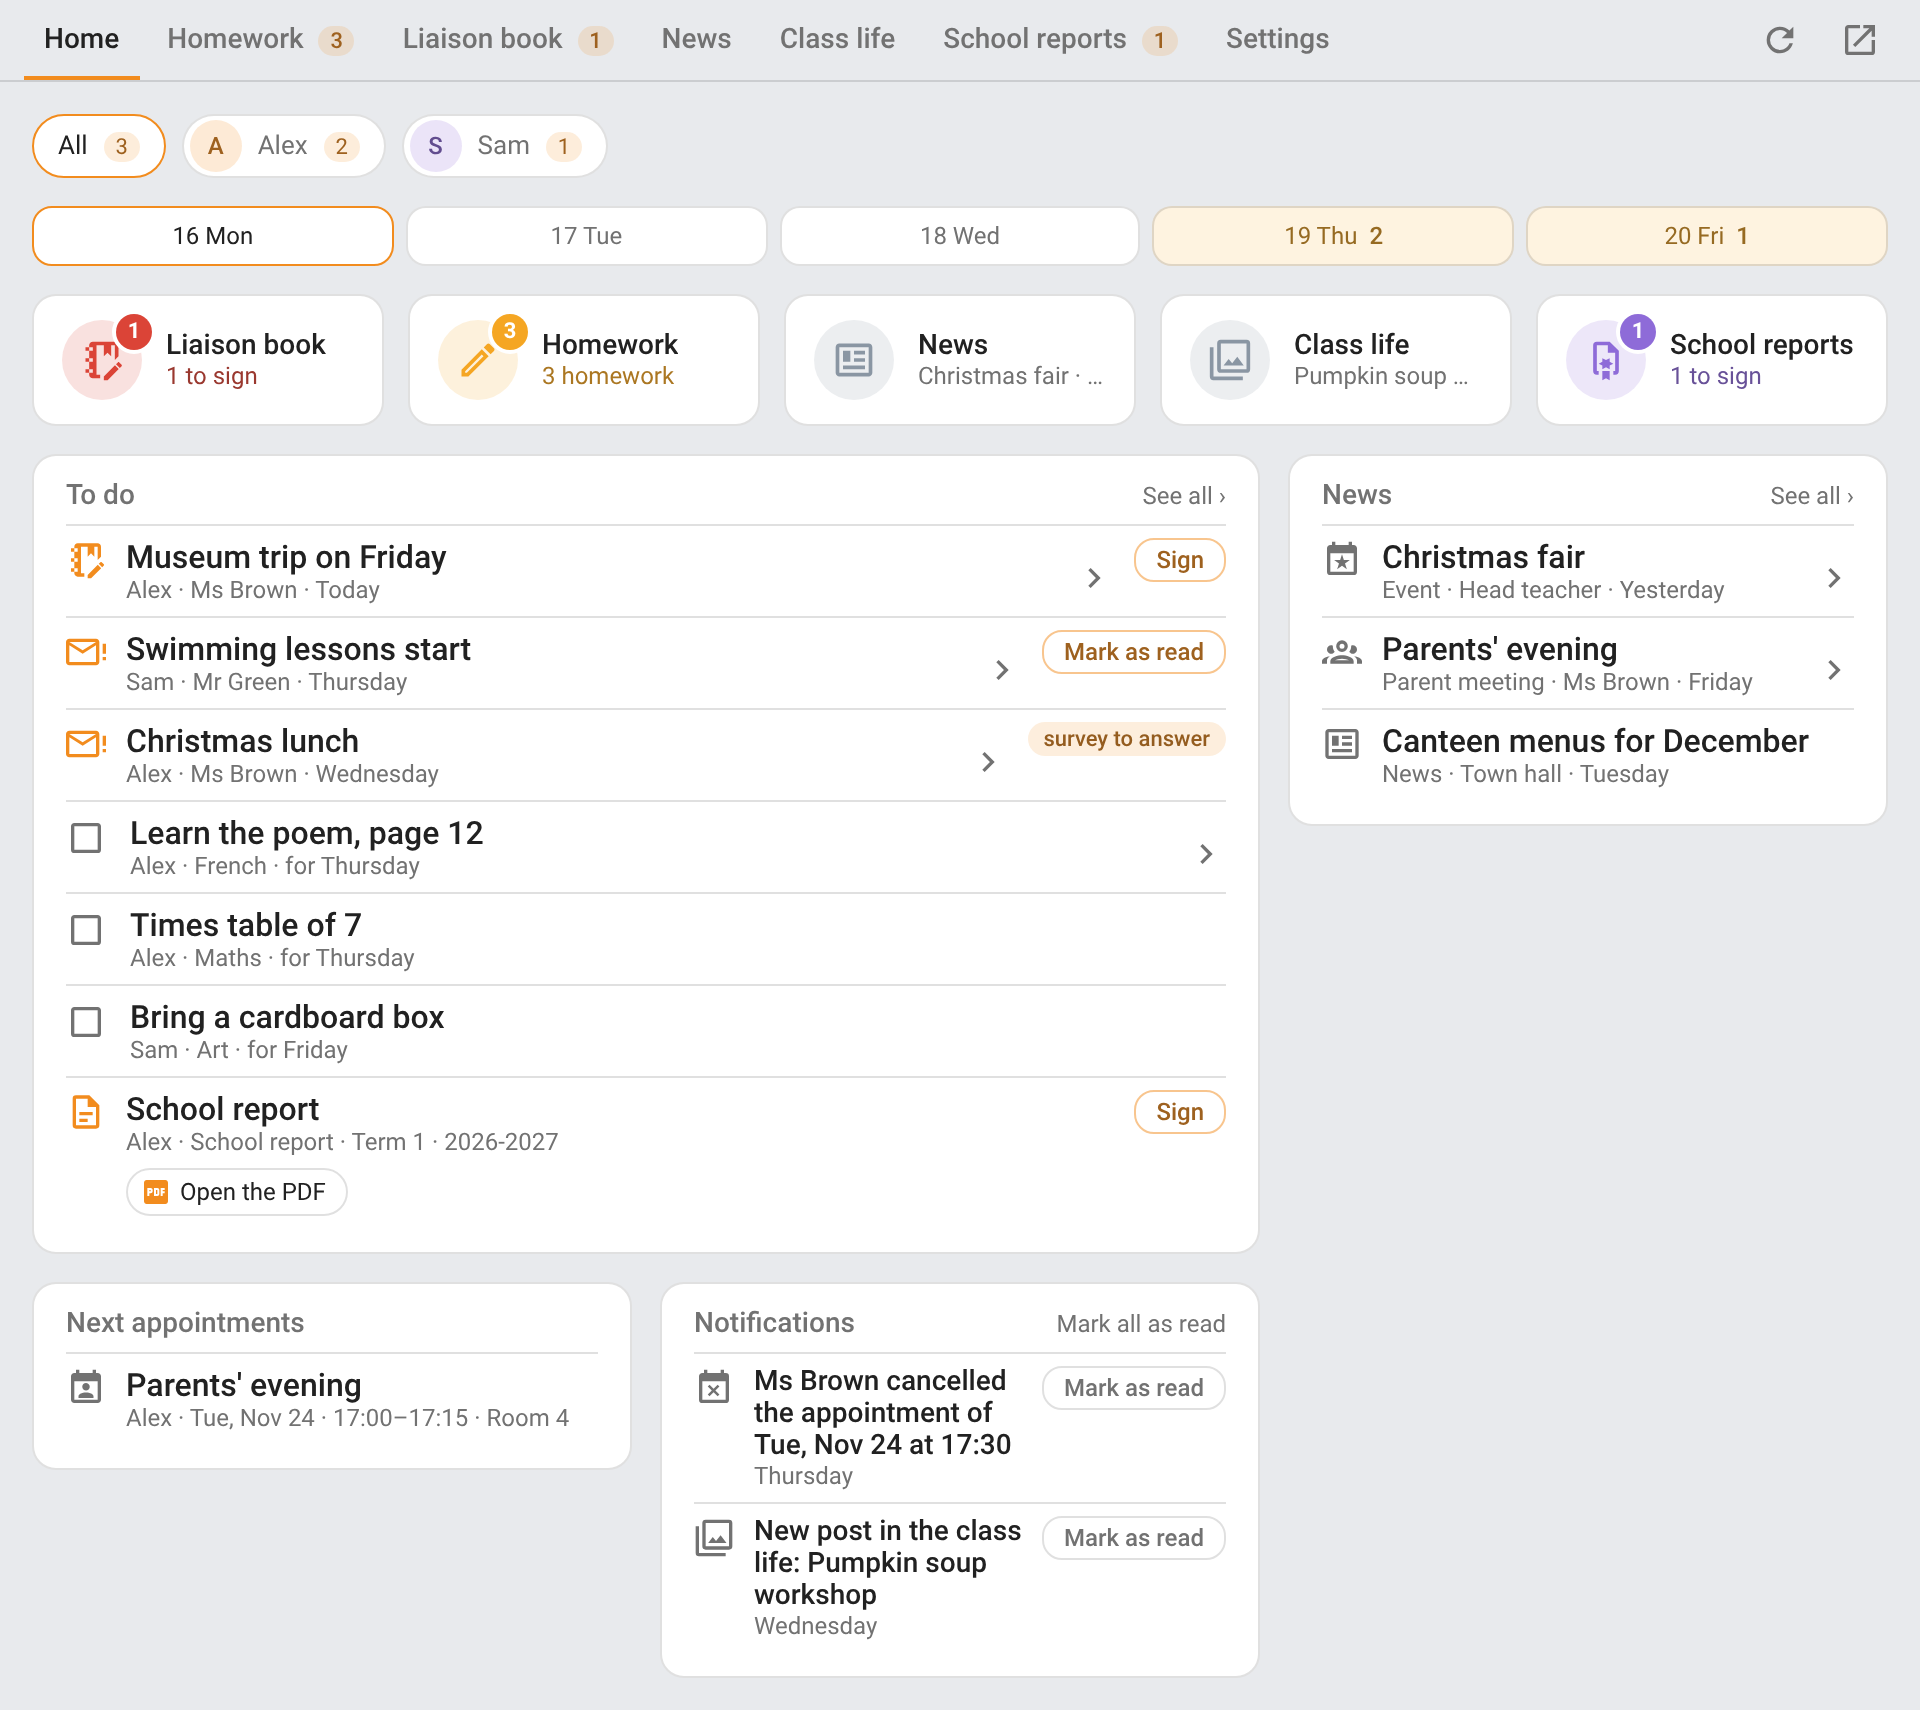 Home
Homework 3
Liaison book 1
News
Class life
School reports 1
Settings
All 3
A Alex 2
S Sam 1
16 Mon
17 Tue
18 Wed
19 Thu 2
20 Fri 1
1
Liaison book
1 to sign
3
Homework
3 homework
News
Christmas fair · ...
Class life
Pumpkin soup ...
1
School reports
1 to sign
To do
See all ›
Museum trip on Friday
Alex · Ms Brown · Today
Sign
Swimming lessons start
Sam · Mr Green · Thursday
Mark as read
Christmas lunch
Alex · Ms Brown · Wednesday
survey to answer
Learn the poem, page 12
Alex · French · for Thursday
Times table of 7
Alex · Maths · for Thursday
Bring a cardboard box
Sam · Art · for Friday
School report
Alex · School report · Term 1 · 2026-2027
Sign
PDF Open the PDF
News
See all ›
Christmas fair
Event · Head teacher · Yesterday
Parents' evening
Parent meeting · Ms Brown · Friday
Canteen menus for December
News · Town hall · Tuesday
Next appointments
Parents' evening
Alex · Tue, Nov 24 · 17:00–17:15 · Room 4
Notifications
Mark all as read
Ms Brown cancelled
the appointment of
Tue, Nov 24 at 17:30
Thursday
Mark as read
New post in the class
life: Pumpkin soup
workshop
Wednesday
Mark as read